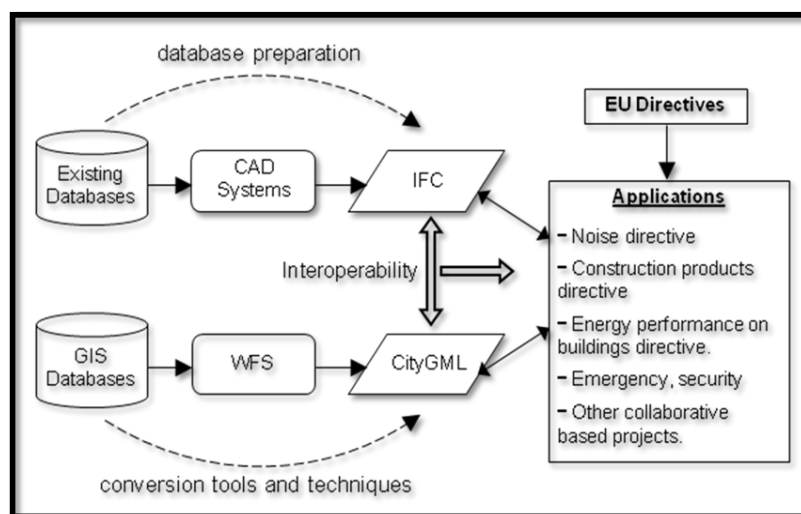 database preparation
EU Directives
Existing
Databases
CAD
Systems
IFC
Applications
- Noise directive
- Construction products
directive
- Energy performance on
buildings directive.
- Emergency, security
- Other collaborative
based projects.
Interoperability
GIS
Databases
WFS
CityGML
conversion tools and techniques